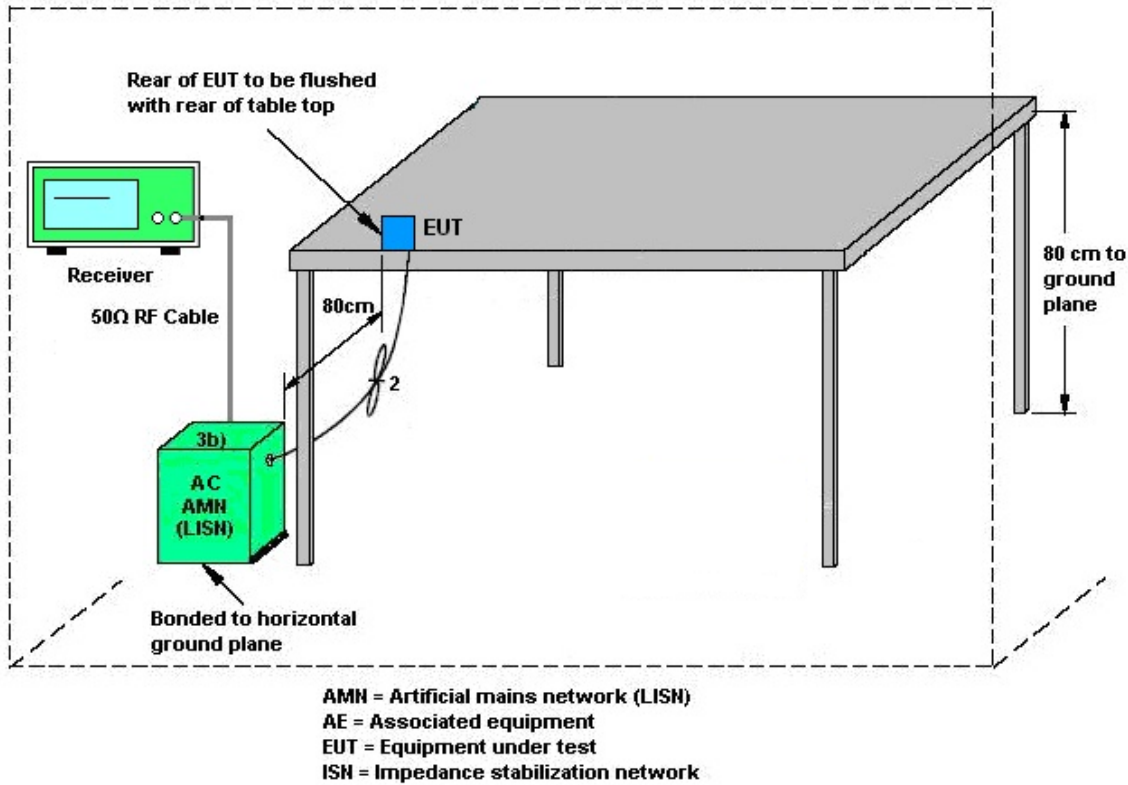 Rear of EUT to be flushed
with rear of table top
EUT
Receiver
50Ω RF Cable
80cm
80 cm to
ground
plane
2
3b)
AC
AMN
(LISN)
Bonded to horizontal
ground plane
AMN = Artificial mains network (LISN)
AE = Associated equipment
EUT = Equipment under test
ISN = Impedance stabilization network